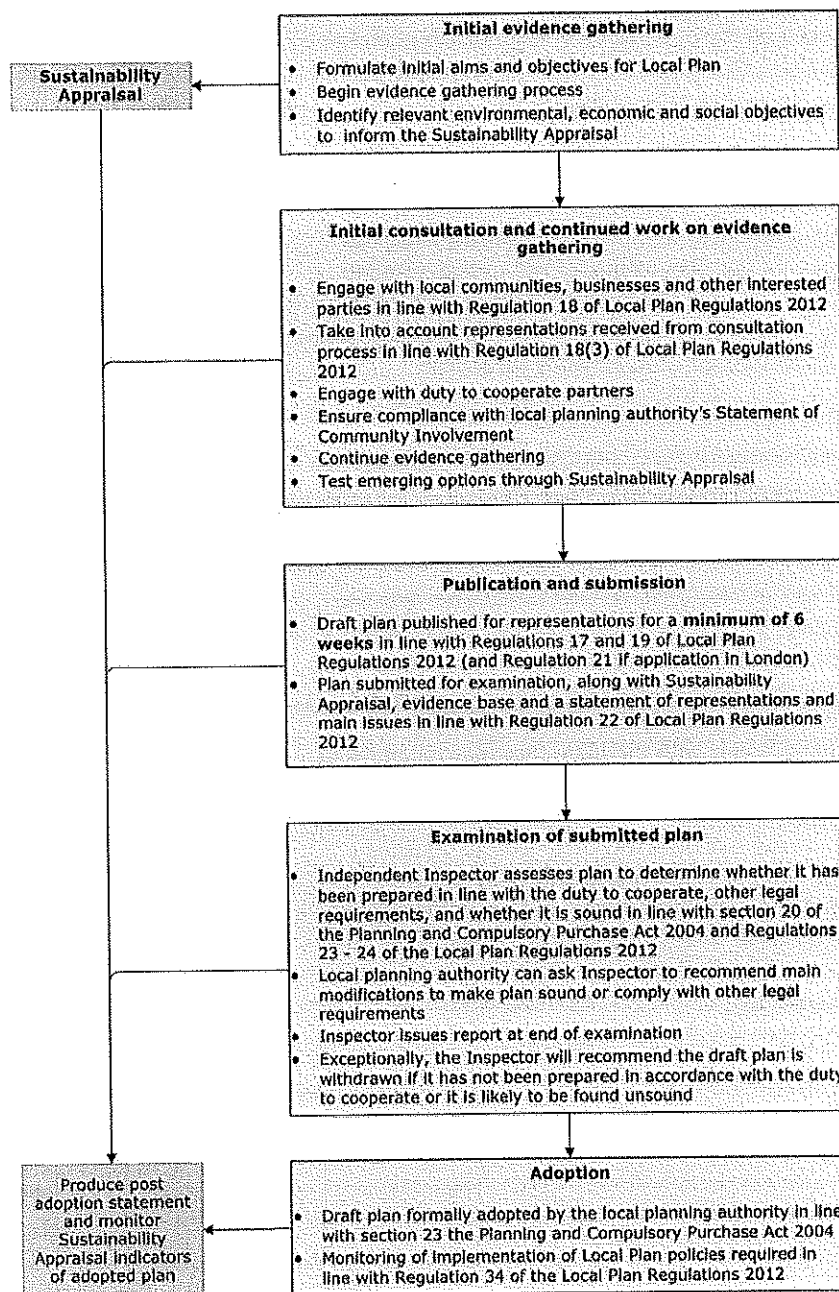 Initial evidence gathering
• Formulate initial aims and objectives for Local Plan
• Begin evidence gathering process
• Identify relevant environmental, economic and social objectives
to inform the Sustainability Appraisal
Sustainability
Appraisal
Initial consultation and continued work on evidence
gathering
• Engage with local communities, businesses and other interested
parties in line with Regulation 18 of Local Plan Regulations 2012
• Take into account representations received from consultation
process in line with Regulation 18(3) of Local Plan Regulations
2012
• Engage with duty to cooperate partners
• Ensure compliance with local planning authority's Statement of
Community Involvement
• Continue evidence gathering
• Test emerging options through Sustainability Appraisal
Publication and submission
• Draft plan published for representations for a minimum of 6
weeks in line with Regulations 17 and 19 of Local Plan
Regulations 2012 (and Regulation 21 if application in London)
• Plan submitted for examination, along with Sustainability
Appraisal, evidence base and a statement of representations and
main issues in line with Regulation 22 of Local Plan Regulations
2012
Examination of submitted plan
• Independent Inspector assesses plan to determine whether it has
been prepared in line with the duty to cooperate, other legal
requirements, and whether it is sound in line with section 20 of
the Planning and Compulsory Purchase Act 2004 and Regulations
23 - 24 of the Local Plan Regulations 2012
• Local planning authority can ask Inspector to recommend main
modifications to make plan sound or comply with other legal
requirements
• Inspector issues report at end of examination
• Exceptionally, the Inspector will recommend the draft plan is
withdrawn if it has not been prepared in accordance with the duty
to cooperate or it is likely to be found unsound
Adoption
• Draft plan formally adopted by the local planning authority in line
with section 23 the Planning and Compulsory Purchase Act 2004
• Monitoring of implementation of Local Plan policies required in
line with Regulation 34 of the Local Plan Regulations 2012
Produce post
adoption statement
and monitor
Sustainability
Appraisal indicators
of adopted plan